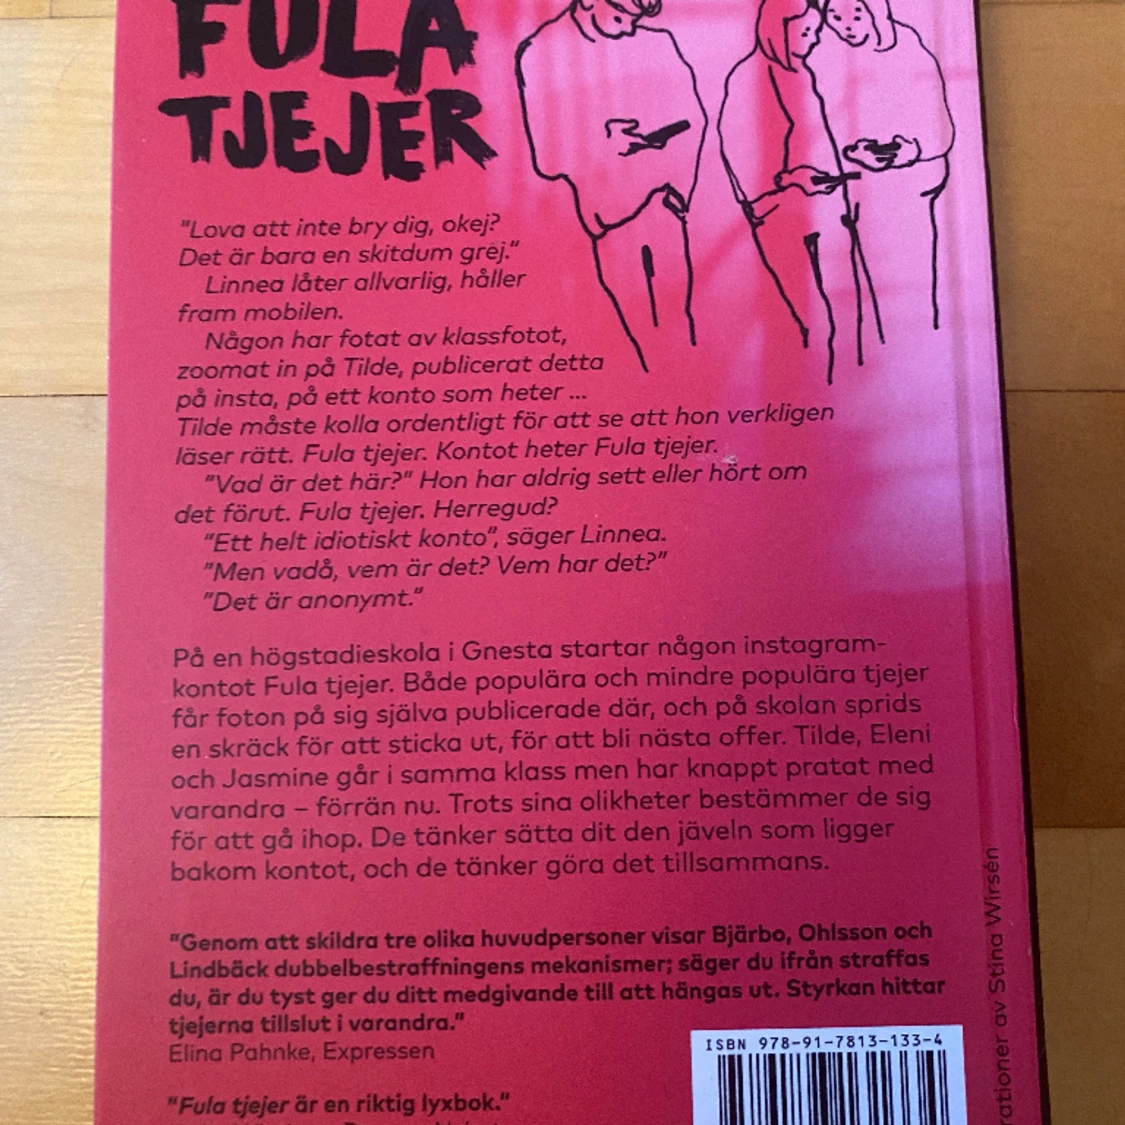 FULA
TJEJER
"Lova att inte bry dig, okej?
Det är bara en skitdum grej."
Linnea låter allvarlig, håller
fram mobilen.
Någon har fotat av klassfotot,
zoomat in på Tilde, publicerat detta
på insta, på ett konto som heter ...
Tilde måste kolla ordentligt för att se att hon verkligen
läser rätt. Fula tjejer. Kontot heter Fula tjejer.
"Vad är det här?" Hon har aldrig sett eller hört om
det förut. Fula tjejer. Herregud?
"Ett helt idiotiskt konto", säger Linnea.
"Men vadå, vem är det? Vem har det?"
"Det är anonymt."
På en högstadieskola i Gnesta startar någon instagram-
kontot Fula tjejer. Både populära och mindre populära tjejer
får foton på sig själva publicerade där, och på skolan sprids
en skräck för att sticka ut, för att bli nästa offer. Tilde, Eleni
och Jasmine går i samma klass men har knappt pratat med
varandra – förrän nu. Trots sina olikheter bestämmer de sig
för att gå ihop. De tänker sätta dit den jäveln som ligger
bakom kontot, och de tänker göra det tillsammans.
"Genom att skildra tre olika huvudpersoner visar Bjärbo, Ohlsson och
Lindbäck dubbelbestraffningens mekanismer; säger du ifrån straffas
du, är du tyst ger du ditt medgivande till att hängas ut. Styrkan hittar
tjejerna tillslut i varandra."
Elina Pahnke, Expressen
"Fula tjejer är en riktig lyxbok."
ISBN 978-91-7813-133-4
rationer av Stina Wirsén